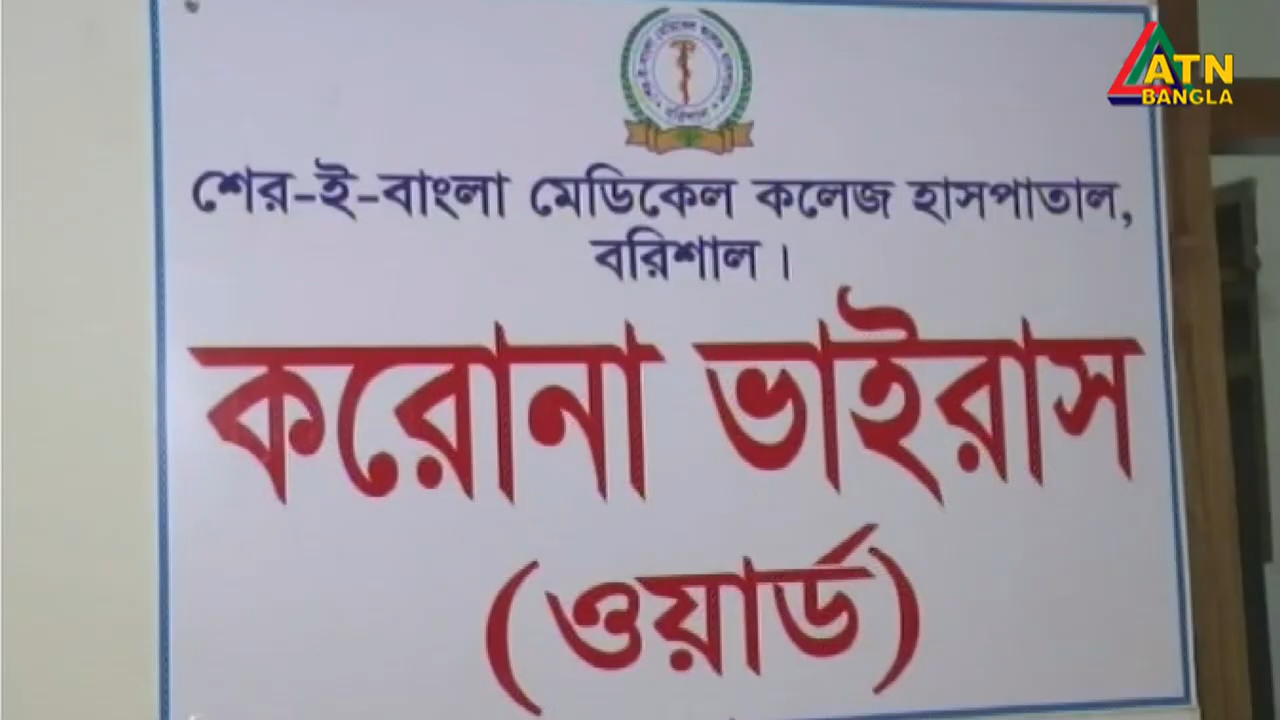 ATN
BANGLA
শের-ই-বাংলা মেডিকেল কলেজ হাসপাতাল,
বরিশাল।
করোনা ভাইরাস
(ওয়ার্ড)